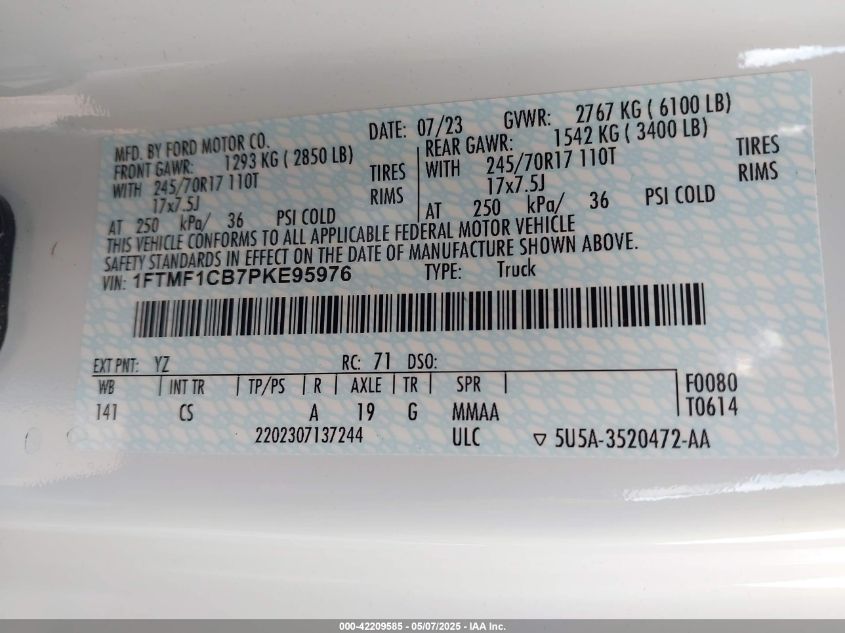 MFD. BY FORD MOTOR CO.
DATE: 07/23 GVWR: 2767 KG ( 6100 LB)
FRONT GAWR: 1293 KG ( 2850 LB)
WITH 245/70R17 110T TIRES
17x7.5J RIMS
AT 250 kPa/ 36 PSI COLD
REAR GAWR: 1542 KG ( 3400 LB)
WITH 245/70R17 110T TIRES
17x7.5J RIMS
AT 250 kPa/ 36 PSI COLD
THIS VEHICLE CONFORMS TO ALL APPLICABLE FEDERAL MOTOR VEHICLE
SAFETY STANDARDS IN EFFECT ON THE DATE OF MANUFACTURE SHOWN ABOVE.
VIN: 1FTMF1CB7PKE95976 TYPE: Truck
EXT PNT: YZ RC: 71 DSO:
WB INT TR TP/PS R AXLE TR SPR F0080
141 CS A 19 G MMAA T0614
2202307137244 ULC ▽ 5U5A-3520472-AA
000-42209585 - 05/07/2025 - IAA Inc.